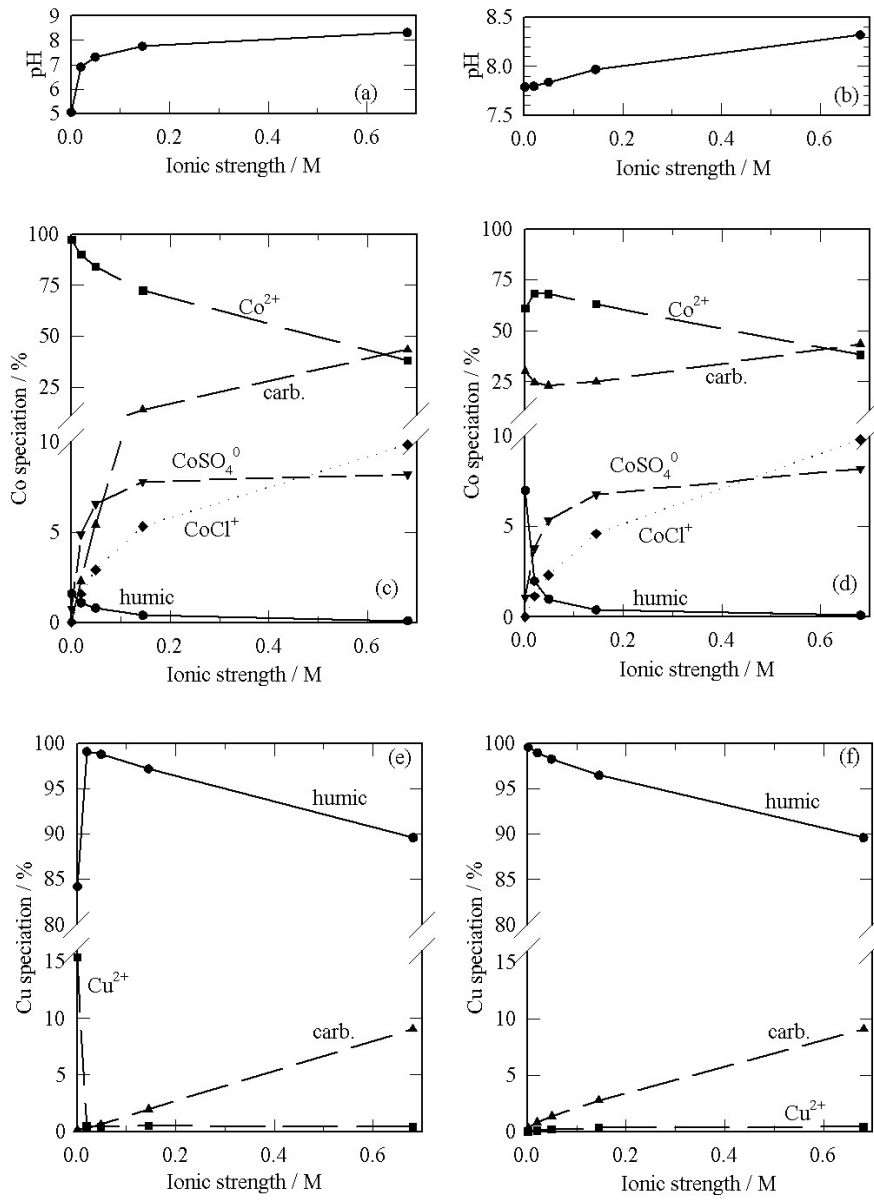 9
8
7
6
5
pH
(a)
0.0 0.2 0.4 0.6
Ionic strength / M
8.5
8.0
7.5
pH
(b)
0.0 0.2 0.4 0.6
Ionic strength / M
100
75
50
25
10
5
0
Co speciation / %
Co²⁺
carb.
CoSO₄⁰
CoCl⁺
humic
(c)
0.0 0.2 0.4 0.6
Ionic strength / M
100
75
50
25
10
5
0
Co speciation / %
Co²⁺
carb.
CoSO₄⁰
CoCl⁺
humic
(d)
0.0 0.2 0.4 0.6
Ionic strength / M
100
95
90
85
80
15
10
5
0
Cu speciation / %
(e)
humic
Cu²⁺
carb.
0.0 0.2 0.4 0.6
Ionic strength / M
100
95
90
85
80
15
10
5
0
Cu speciation / %
(f)
humic
carb.
Cu²⁺
0.0 0.2 0.4 0.6
Ionic strength / M